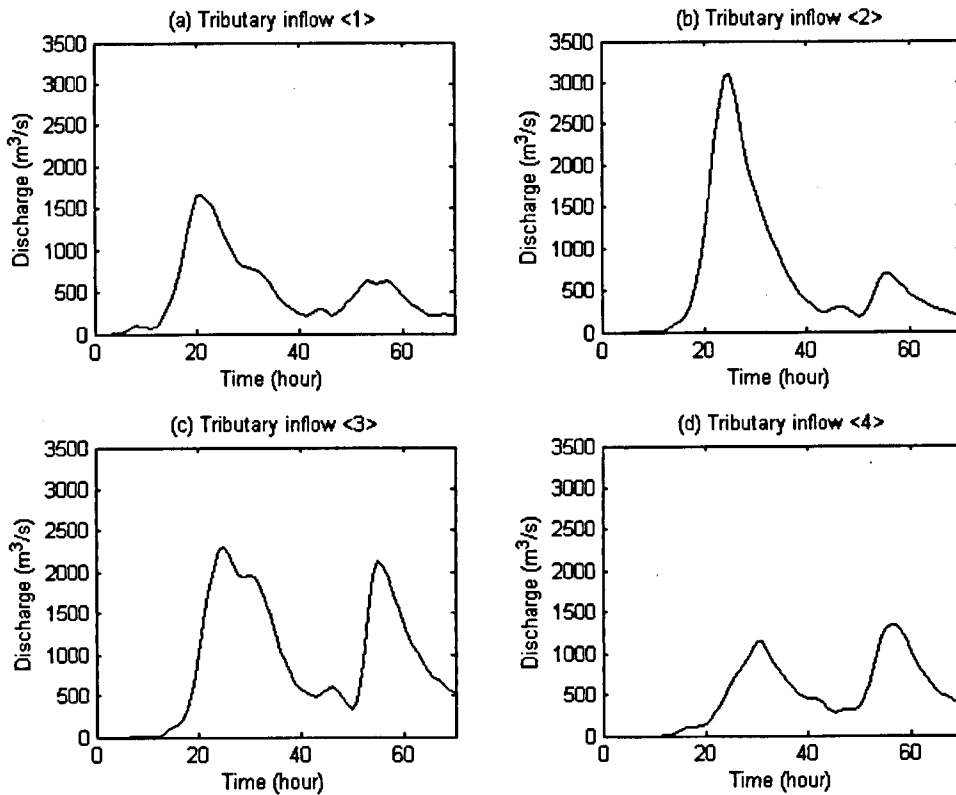 (a) Tributary inflow <1>
3500
3000
2500
2000
1500
1000
500
0
Discharge (m³/s)
0 20 40 60
Time (hour)
(b) Tributary inflow <2>
3500
3000
2500
2000
1500
1000
500
0
Discharge (m³/s)
0 20 40 60
Time (hour)
(c) Tributary inflow <3>
3500
3000
2500
2000
1500
1000
500
0
Discharge (m³/s)
0 20 40 60
Time (hour)
(d) Tributary inflow <4>
3500
3000
2500
2000
1500
1000
500
0
Discharge (m³/s)
0 20 40 60
Time (hour)